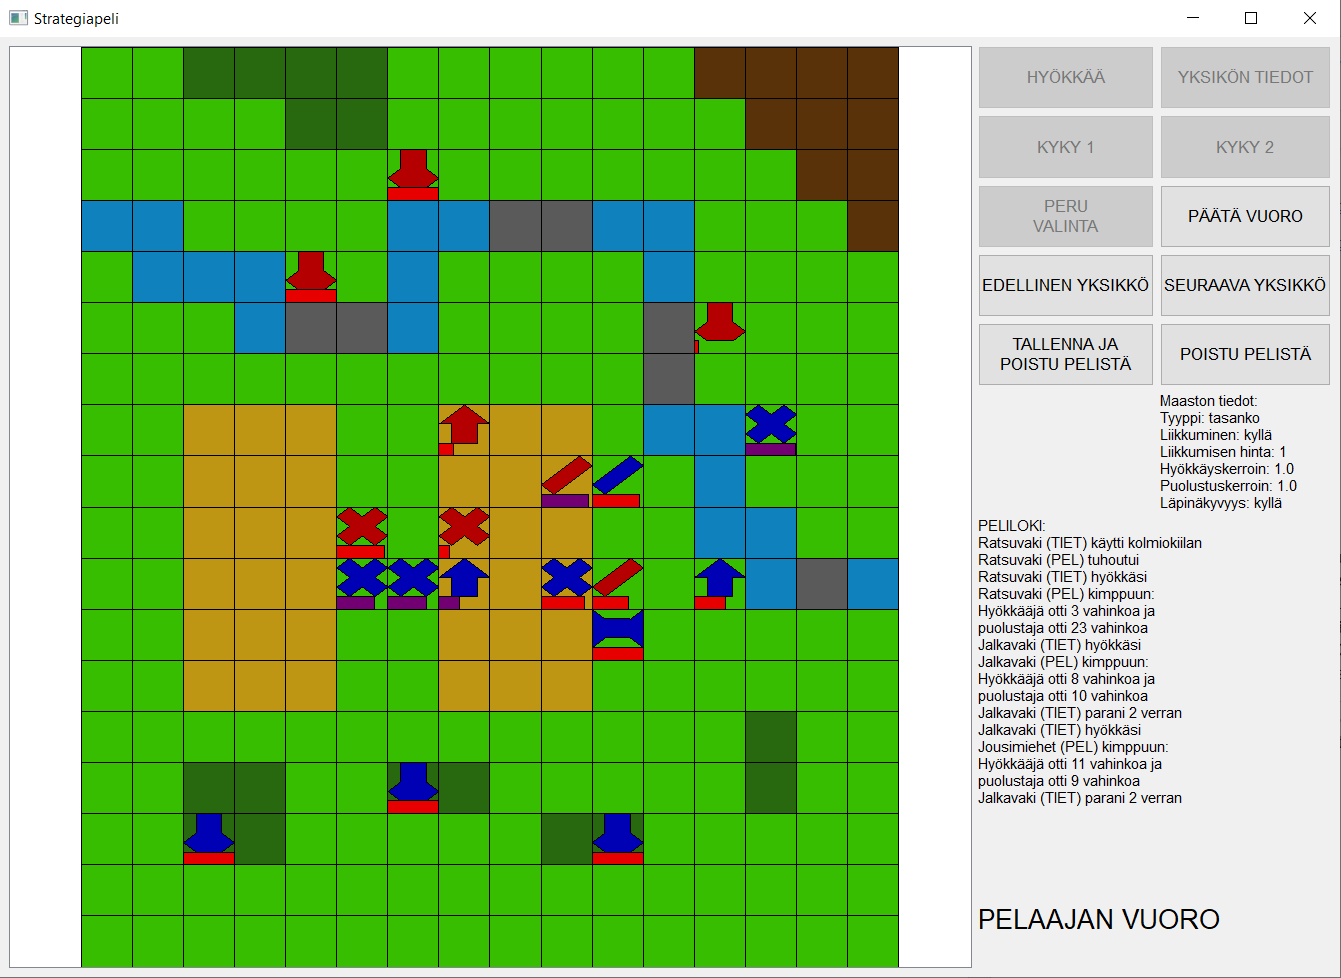 Strategiapeli
HYÖKKÄÄ
YKSIKÖN TIEDOT
KYKY 1
KYKY 2
PERU
VALINTA
PÄÄTÄ VUORO
EDELLINEN YKSIKKÖ
SEURAAVA YKSIKKÖ
TALLENNA JA
POISTU PELISTÄ
POISTU PELISTÄ
Maaston tiedot:
Tyyppi: tasanko
Liikkuminen: kyllä
Liikkumisen hinta: 1
Hyökkäyskerroin: 1.0
Puolustuskerroin: 1.0
Läpinäkyvyys: kyllä
PELILOKI:
Ratsuvaki (TIET) käytti kolmiokiilan
Ratsuvaki (PEL) tuhoutui
Ratsuvaki (TIET) hyökkäsi
Ratsuvaki (PEL) kimppuun:
Hyökkääjä otti 3 vahinkoa ja
puolustaja otti 23 vahinkoa
Jalkavaki (TIET) hyökkäsi
Jalkavaki (PEL) kimppuun:
Hyökkääjä otti 8 vahinkoa ja
puolustaja otti 10 vahinkoa
Jalkavaki (TIET) parani 2 verran
Jalkavaki (TIET) hyökkäsi
Jousimiehet (PEL) kimppuun:
Hyökkääjä otti 11 vahinkoa ja
puolustaja otti 9 vahinkoa
Jalkavaki (TIET) parani 2 verran
PELAAJAN VUORO